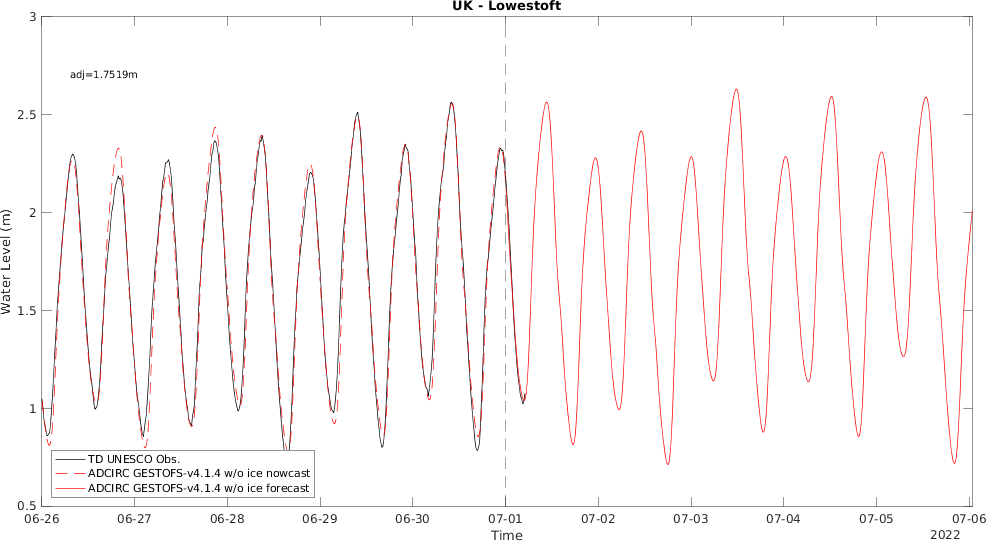 UK - Lowestoft
adj=1.7519m
Water Level (m)
3
2.5
2
1.5
1
0.5
TD UNESCO Obs.
ADCIRC GESTOFS-v4.1.4 w/o ice nowcast
ADCIRC GESTOFS-v4.1.4 w/o ice forecast
06-26 06-27 06-28 06-29 06-30 07-01 07-02 07-03 07-04 07-05 07-06
Time
2022